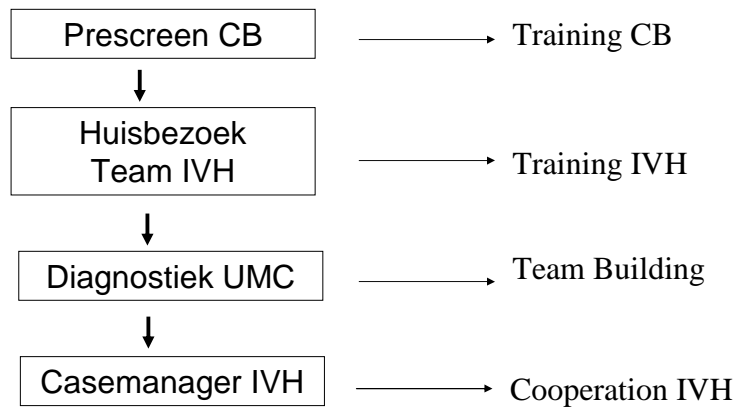 Prescreen CB
Training CB
Huisbezoek
Team IVH
Training IVH
Diagnostiek UMC
Team Building
Casemanager IVH
Cooperation IVH